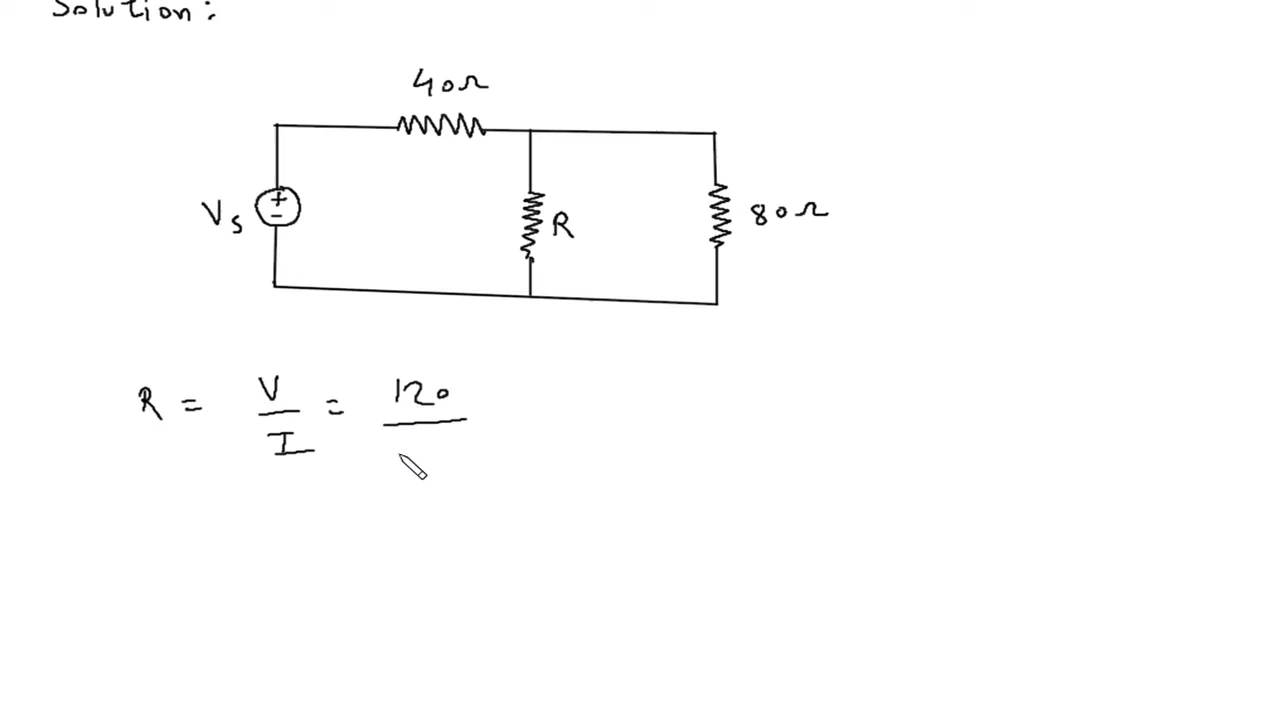 Solution:
40Ω
Vs
+
-
R
80Ω
R = V/I = 120/